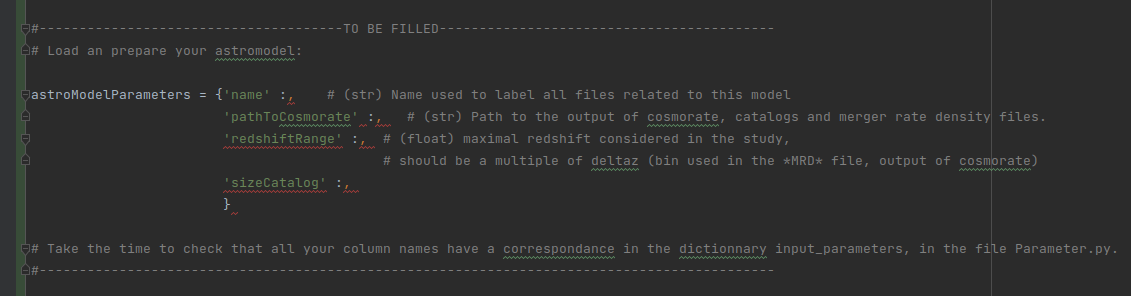 #--------------------------------------TO BE FILLED------------------------------------------
# Load an prepare your astromodel:
astroModelParameters = {'name' :,    # (str) Name used to label all files related to this model
'pathToCosmorate' :,  # (str) Path to the output of cosmorate, catalogs and merger rate density files.
'redshiftRange' :,  # (float) maximal redshift considered in the study,
# should be a multiple of deltaz (bin used in the *MRD* file, output of cosmorate)
'sizeCatalog' :,
}
# Take the time to check that all your column names have a correspondance in the dictionnary input_parameters, in the file Parameter.py.
#--------------------------------------------------------------------------------------------